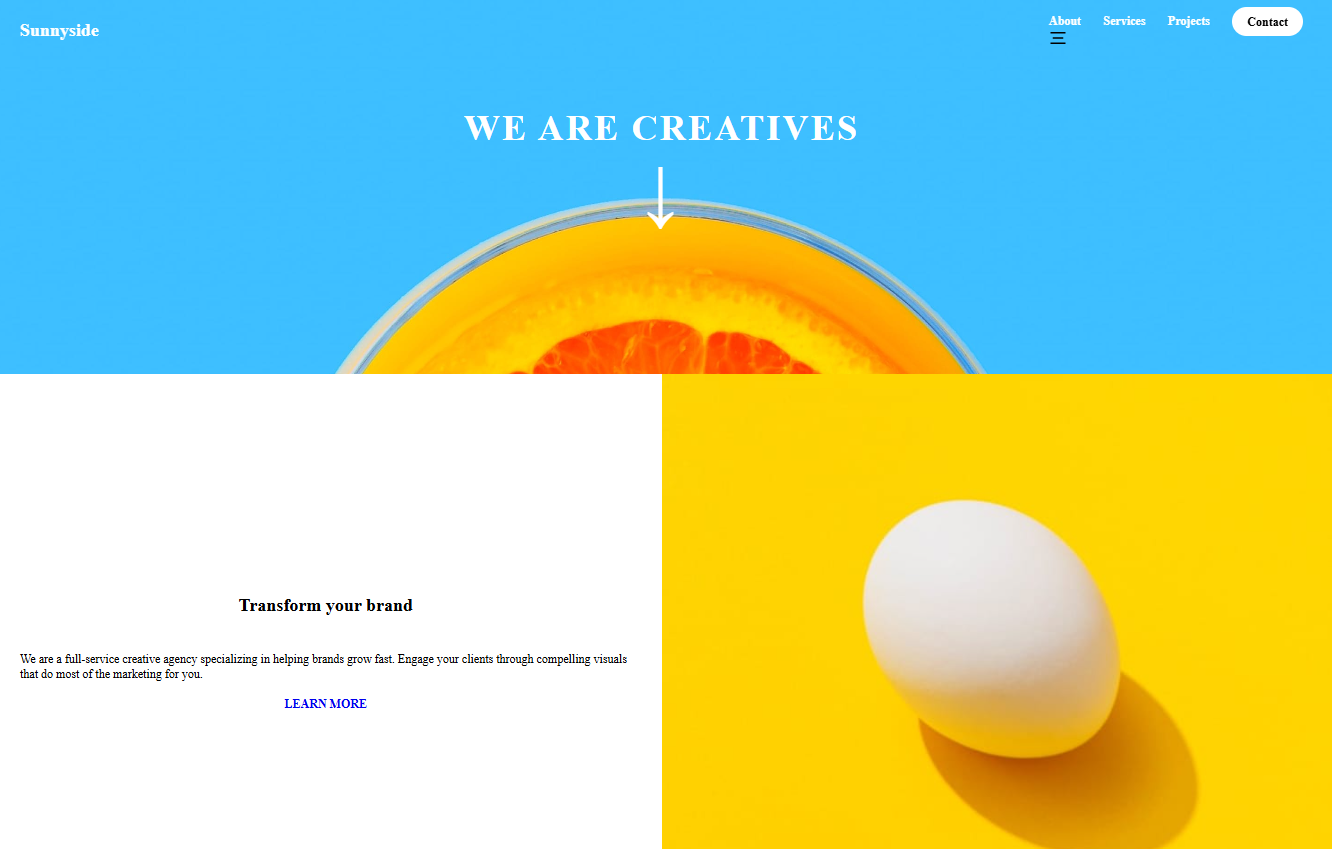 Sunnyside
About Services Projects Contact
WE ARE CREATIVES
Transform your brand
We are a full-service creative agency specializing in helping brands grow fast. Engage your clients through compelling visuals
that do most of the marketing for you.
LEARN MORE